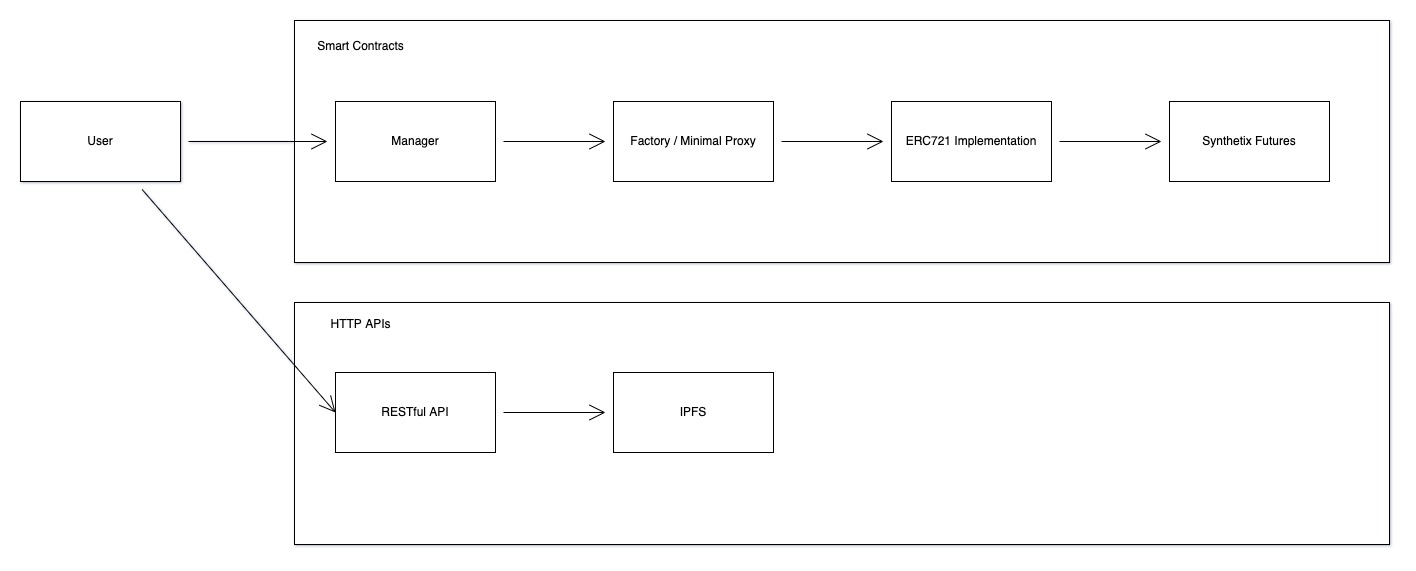 Smart Contracts
User
Manager
Factory / Minimal Proxy
ERC721 Implementation
Synthetix Futures
HTTP APIs
RESTful API
IPFS